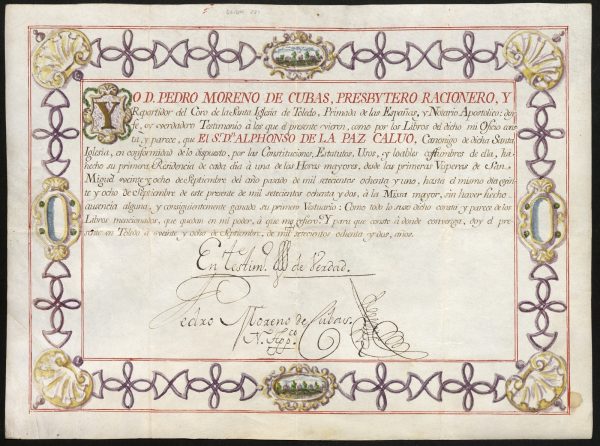 YO D. PEDRO MORENO DE CUBAS, PRESBYTERO RACIONERO, Y
Repartidor del Coro de la Santa Iglesia de Toledo, Primada de las Españas, y Notario Apostolico: doy
fe, y verdadero Testimonio à los que el presente vieren, como por los Libros del dicho mi Oficio cons
ta, y parece, que El S.r D.n ALPHONSO DE LA PAZ CALUO, Canonigo de dicha Santa
Iglesia, en conformidad de lo dispuesto, por las Constituciones, Estatutos, Usos, y loables costumbres de ella, ha
hecho su primera Residencia de cada dia à una de las Horas mayores, desde las primeras Visperas de San
Miguel veinte y ocho de Septiembre del año pasado de mil setecientos ochenta y uno, hasta el mismo dia vein
te y ocho de Septiembre de este presente de mil setecientos ochenta y dos, à la Missa mayor, sin haver hecho
ausencia alguna, y consiguientemente ganado su primer Vestuario: Como todo lo suso dicho consta y parece de los
Libros mencionados, que quedan en mi poder, à que me refiero. Y para que conste à donde convenga, doy el pre
sente en Toledo à veinte y ocho de Septiembre, de mil setecientos ochenta y dos, años.
En testim.o de Verdad.
Pedro Moreno de Cubas.
N. App.co